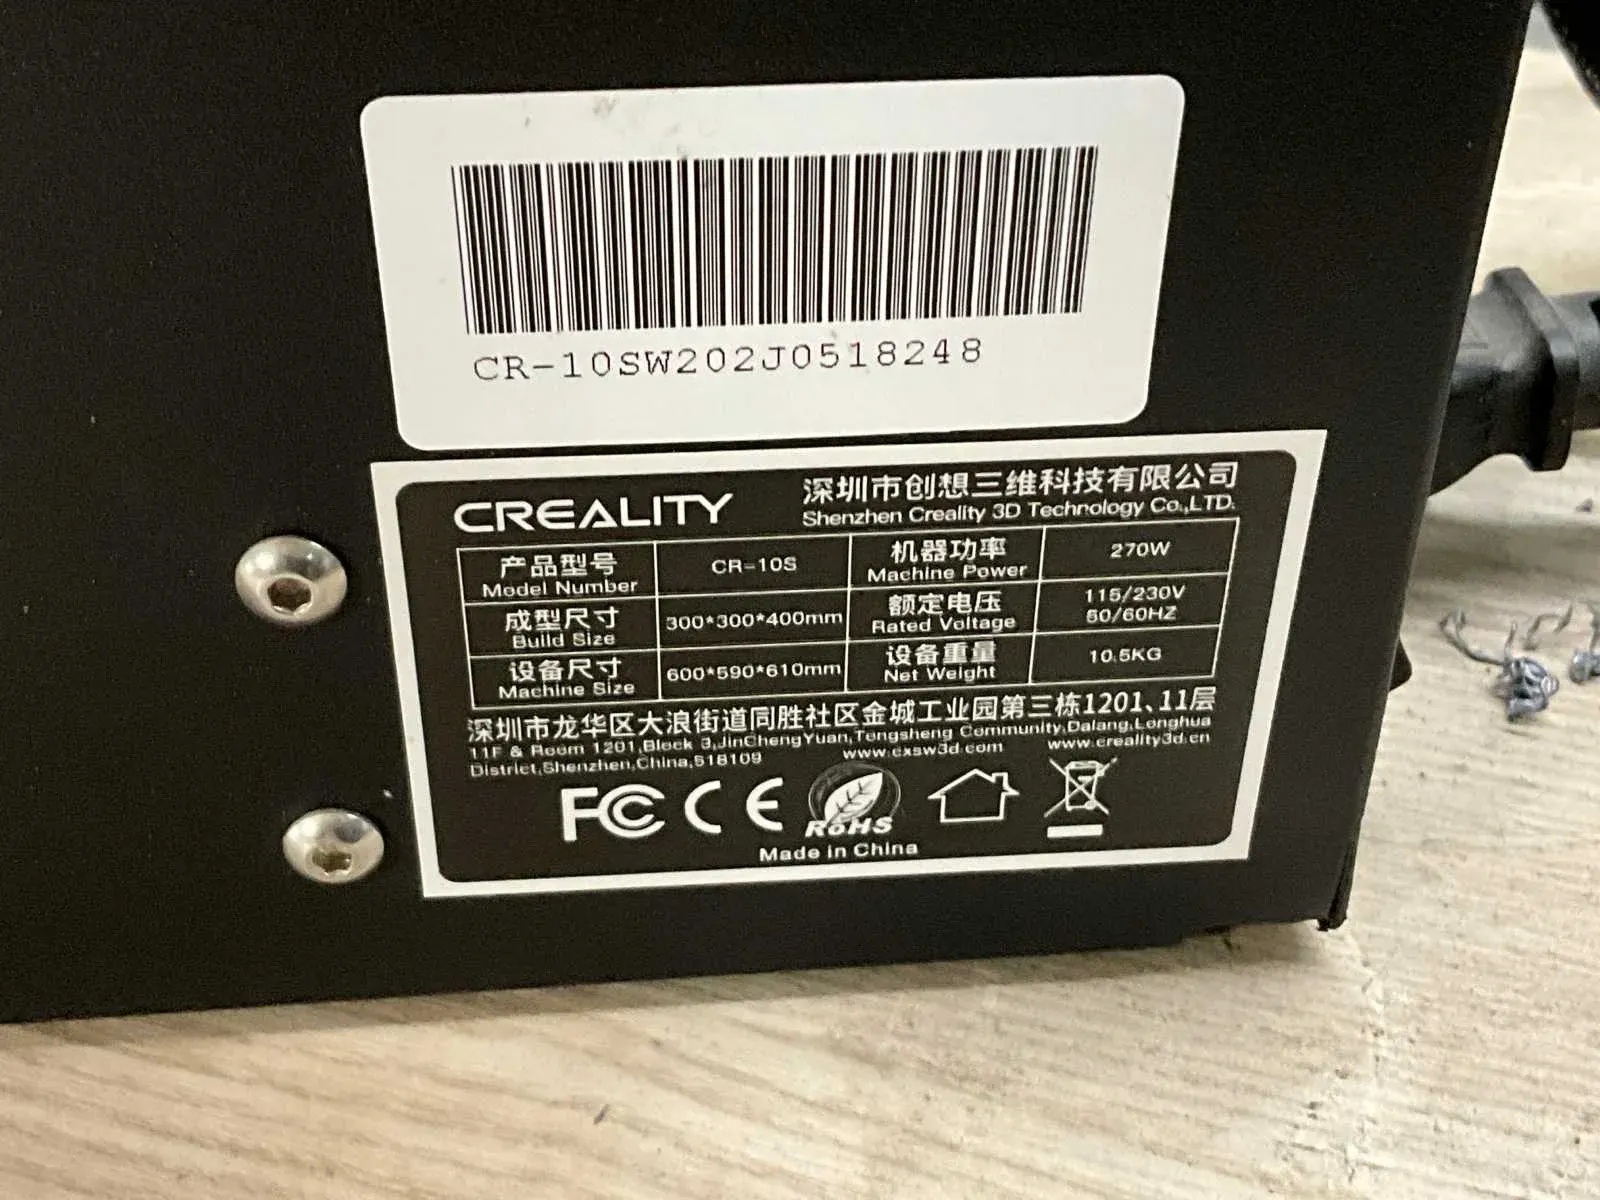 CR-10SW202J0518248
CREALITY
深圳市创想三维科技有限公司
Shenzhen Creality 3D Technology Co.,LTD.
产品型号
Model Number
CR-10S
机器功率
Machine Power
270W
成型尺寸
Build Size
300*300*400mm
额定电压
Rated Voltage
115/230V
50/60HZ
设备尺寸
Machine Size
600*590*610mm
设备重量
Net Weight
10.5KG
深圳市龙华区大浪街道同胜社区金城工业园第三栋1201、11层
11F & Room 1201,Block 3,JinChengYuan,Tongsheng Community,Dalang,Longhua
District,Shenzhen,China,518109
www.cxsw3d.com
www.creality3d.cn
FC CE RoHS
Made in China